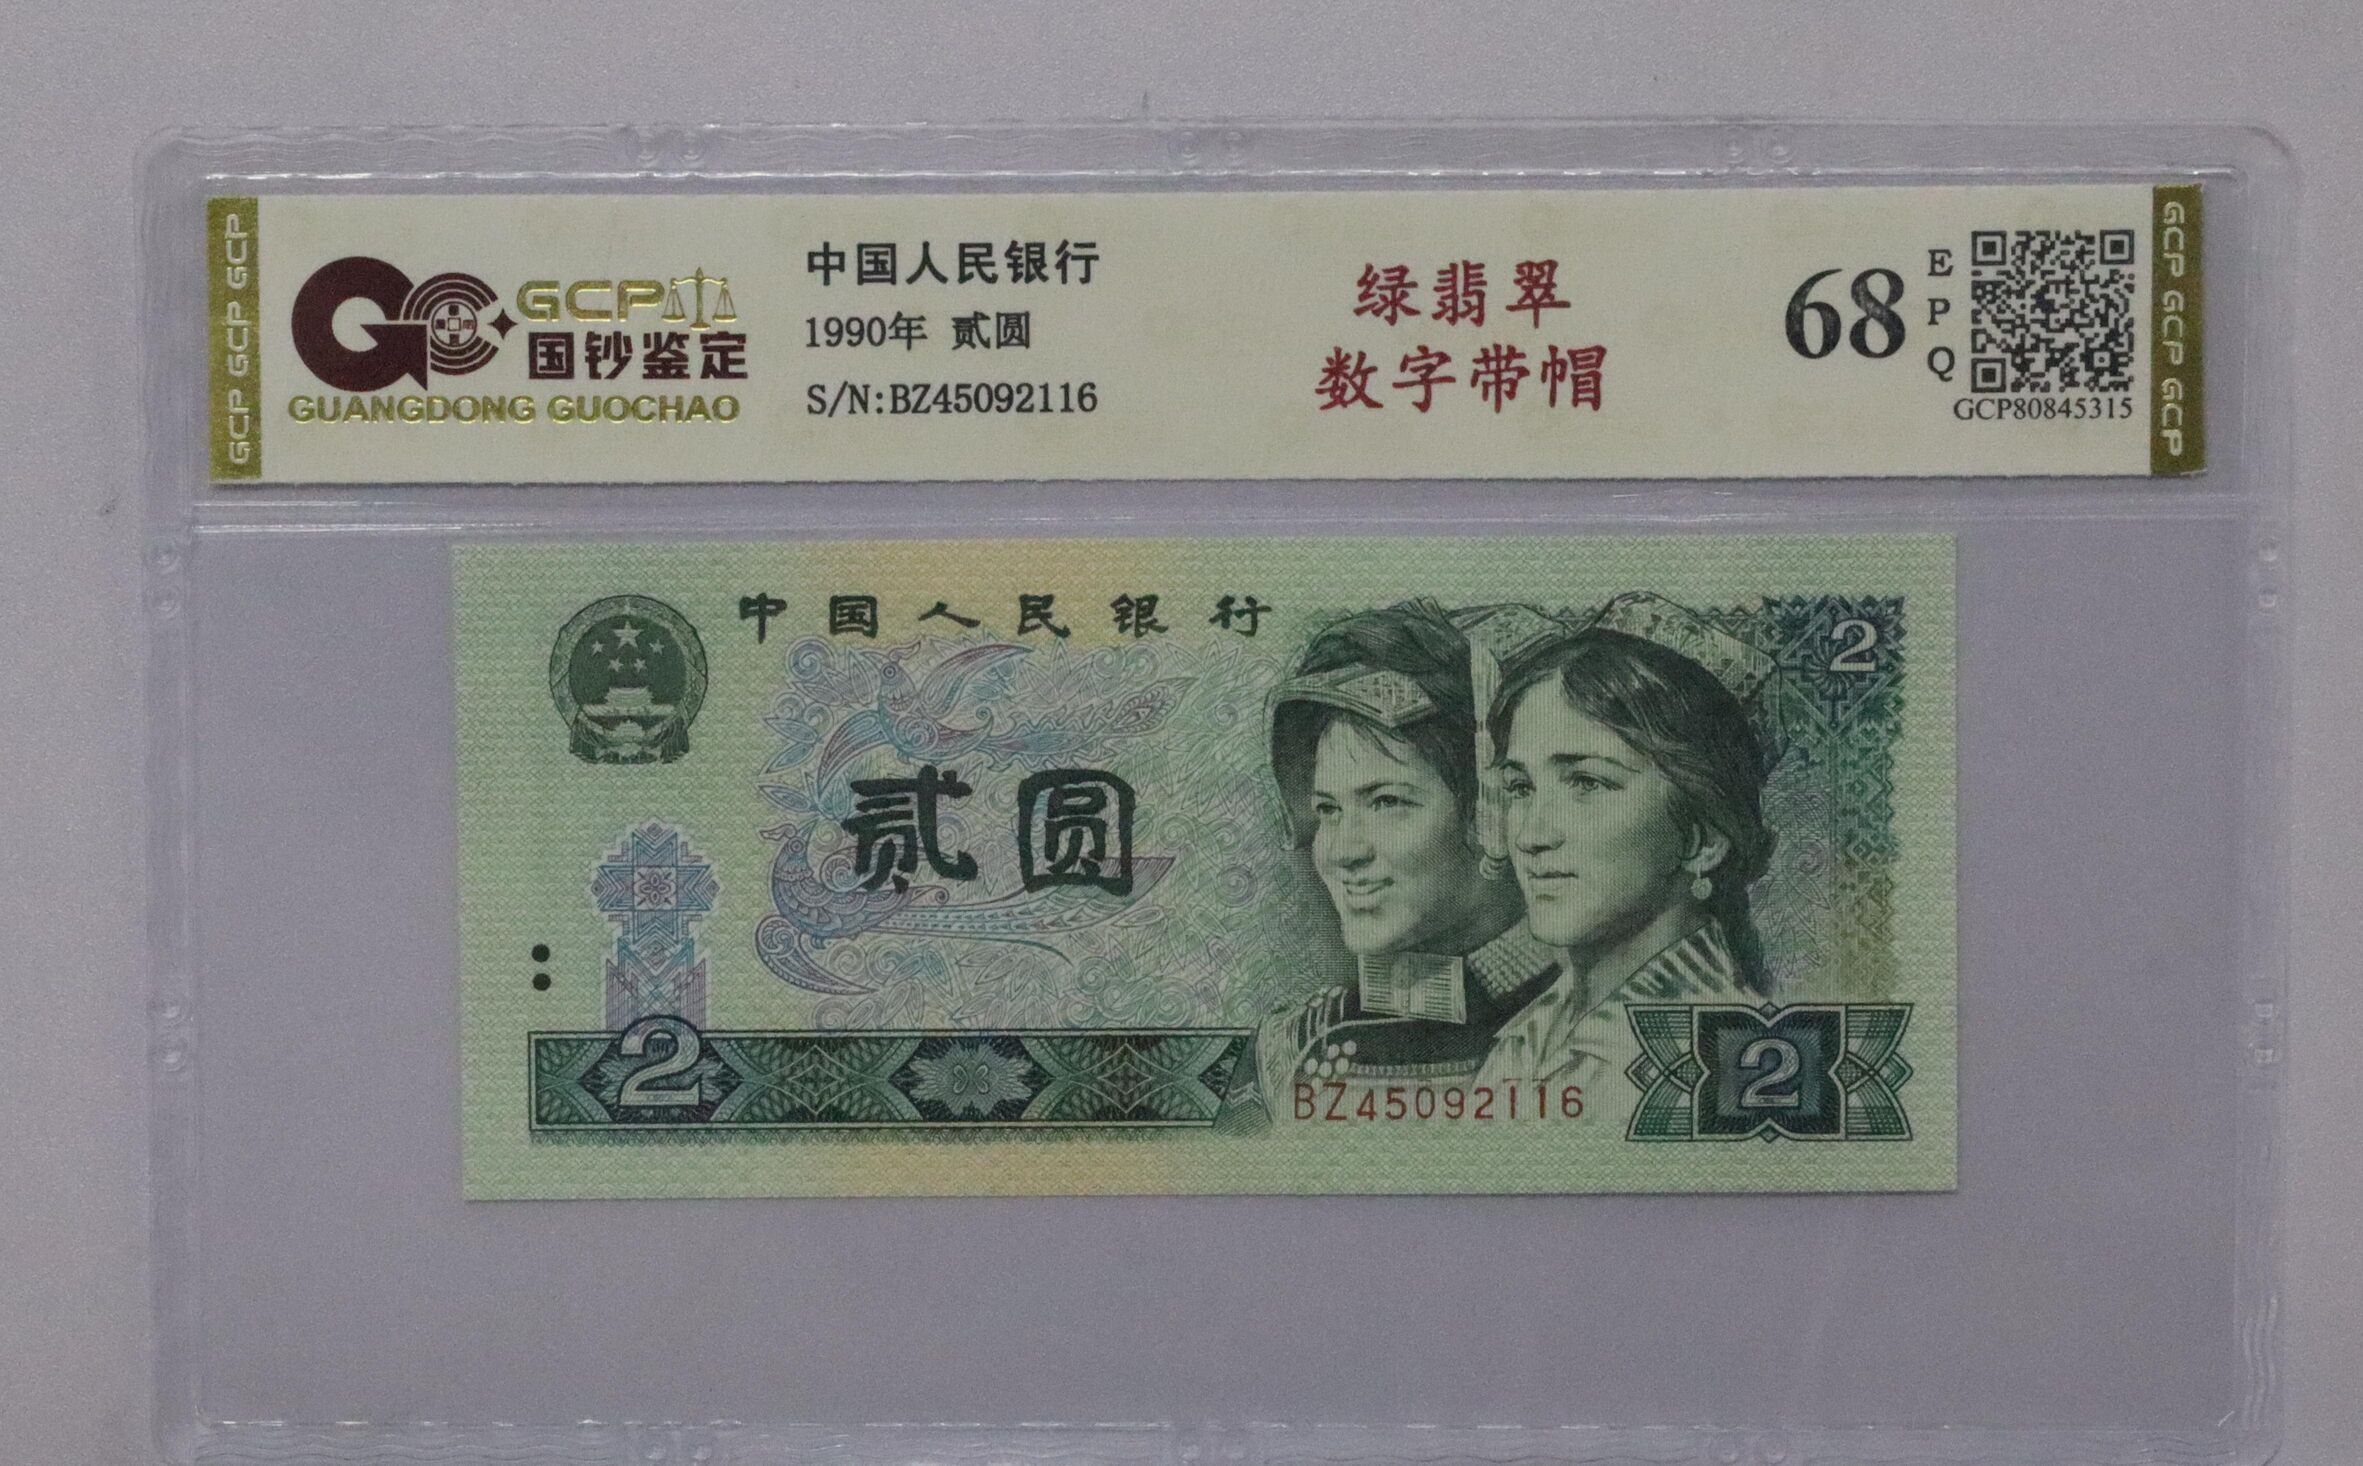 GCP GCP GCP
GCP
国钞鉴定
GUANGDONG GUOCHAO
中国人民银行
1990年 贰圆
S/N:BZ45092116
绿翡翠
数字带帽
68
EPQ
GCP80845315
GCP GCP GCP
中国人民银行
2
贰圆
2
BZ45092116
2